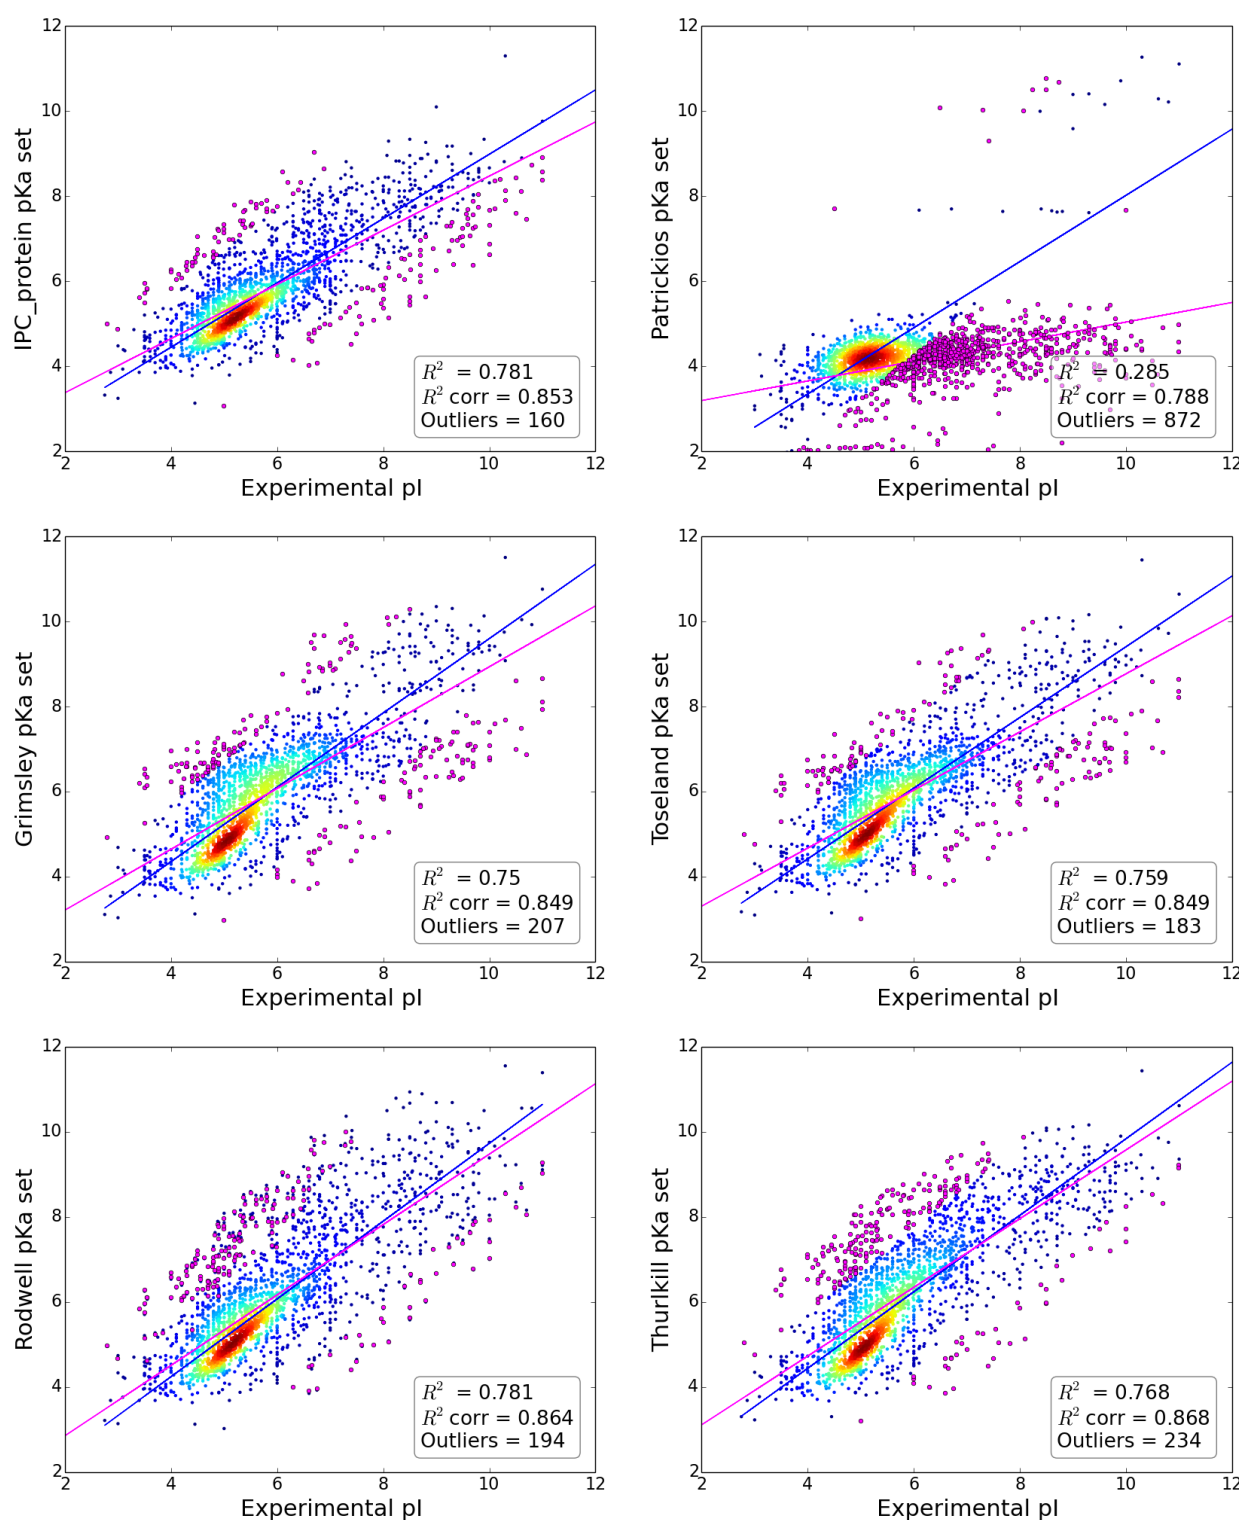 12
10
8
6
4
2
IPC_protein pKa set
R² = 0.781
R² corr = 0.853
Outliers = 160
2 4 6 8 10 12
Experimental pI
12
10
8
6
4
2
Patrickios pKa set
R² = 0.285
R² corr = 0.788
Outliers = 872
2 4 6 8 10 12
Experimental pI
12
10
8
6
4
2
Grimsley pKa set
R² = 0.75
R² corr = 0.849
Outliers = 207
2 4 6 8 10 12
Experimental pI
12
10
8
6
4
2
Toseland pKa set
R² = 0.759
R² corr = 0.849
Outliers = 183
2 4 6 8 10 12
Experimental pI
12
10
8
6
4
2
Rodwell pKa set
R² = 0.781
R² corr = 0.864
Outliers = 194
2 4 6 8 10 12
Experimental pI
12
10
8
6
4
2
Thurlkill pKa set
R² = 0.768
R² corr = 0.868
Outliers = 234
2 4 6 8 10 12
Experimental pI